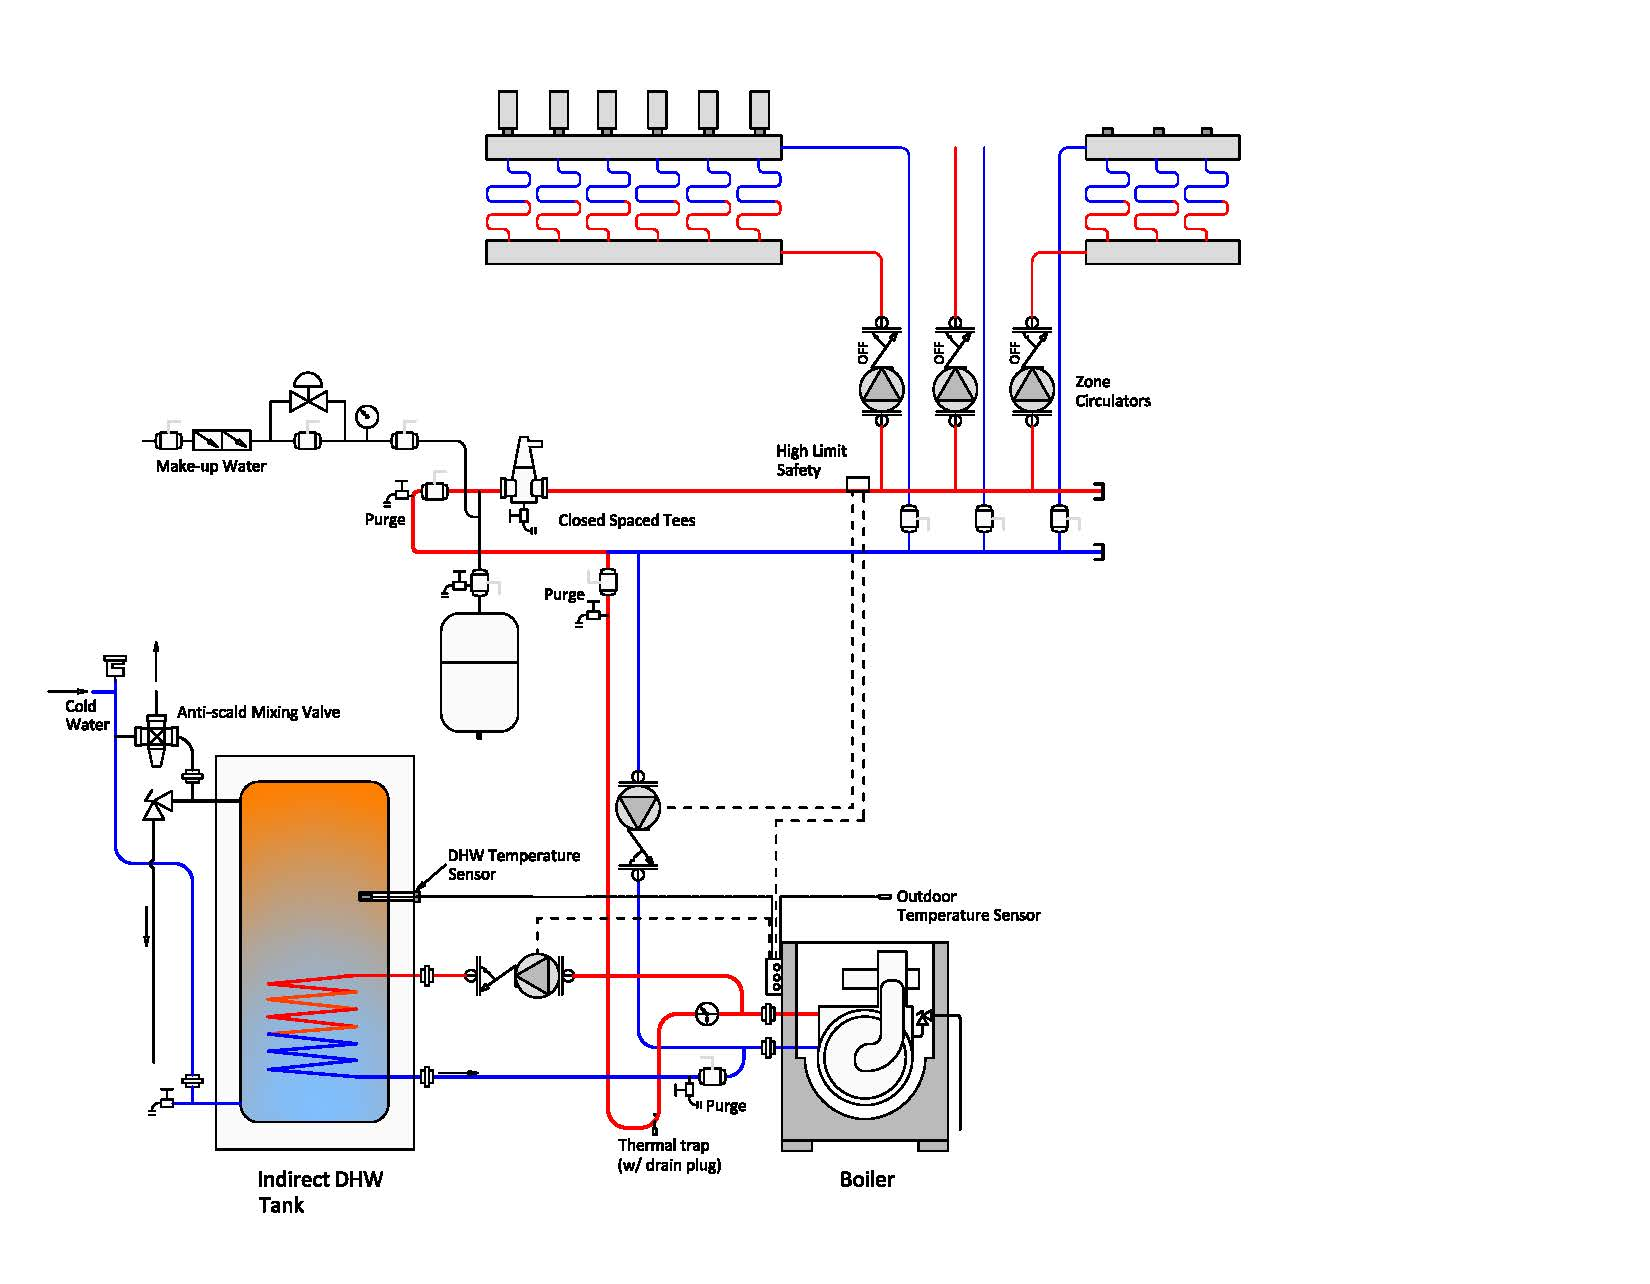 OFF
OFF
OFF
Zone
Circulators
High Limit
Safety
Make-up Water
Purge
Closed Spaced Tees
Purge
Cold
Water
Anti-scald Mixing Valve
DHW Temperature
Sensor
Outdoor
Temperature Sensor
Purge
Thermal trap
(w/ drain plug)
Indirect DHW
Tank
Boiler